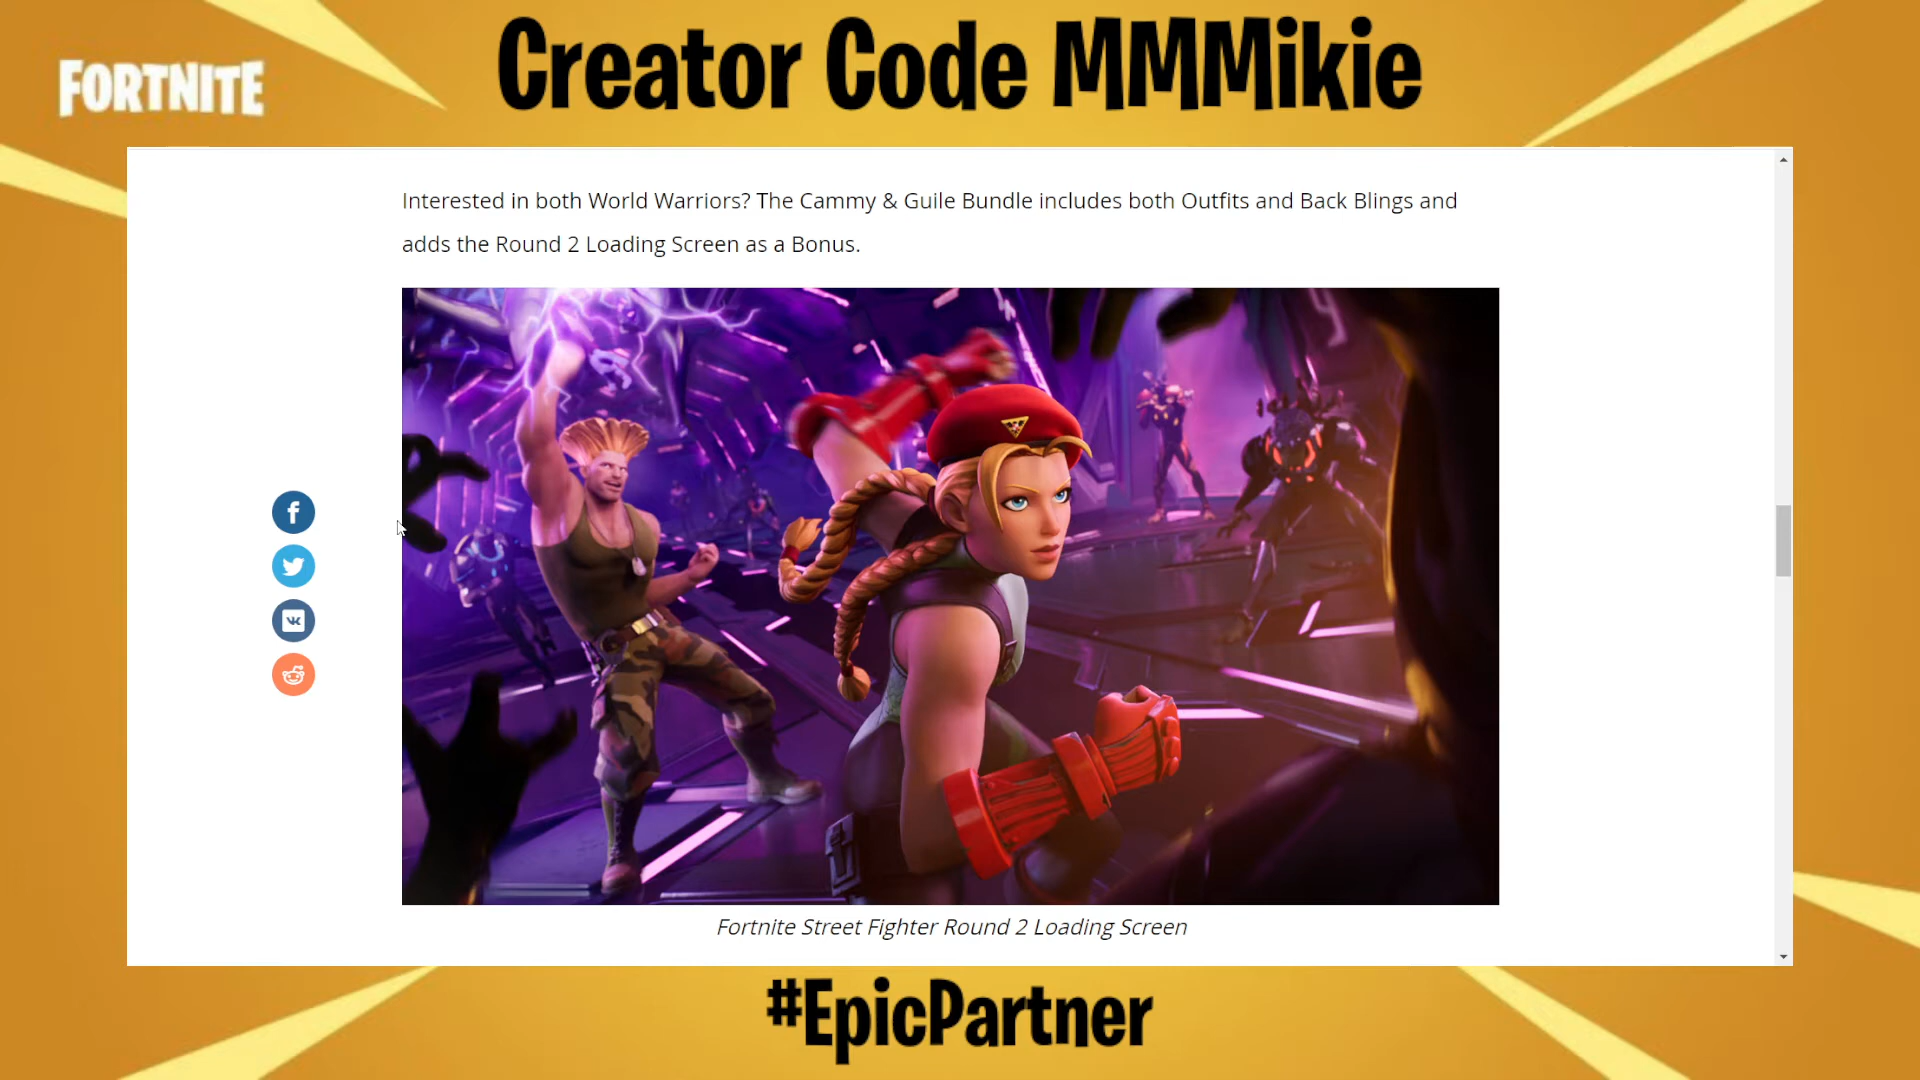 FORTNITE
Creator Code MMMikie
Interested in both World Warriors? The Cammy & Guile Bundle includes both Outfits and Back Blings and
adds the Round 2 Loading Screen as a Bonus.
Fortnite Street Fighter Round 2 Loading Screen
#EpicPartner